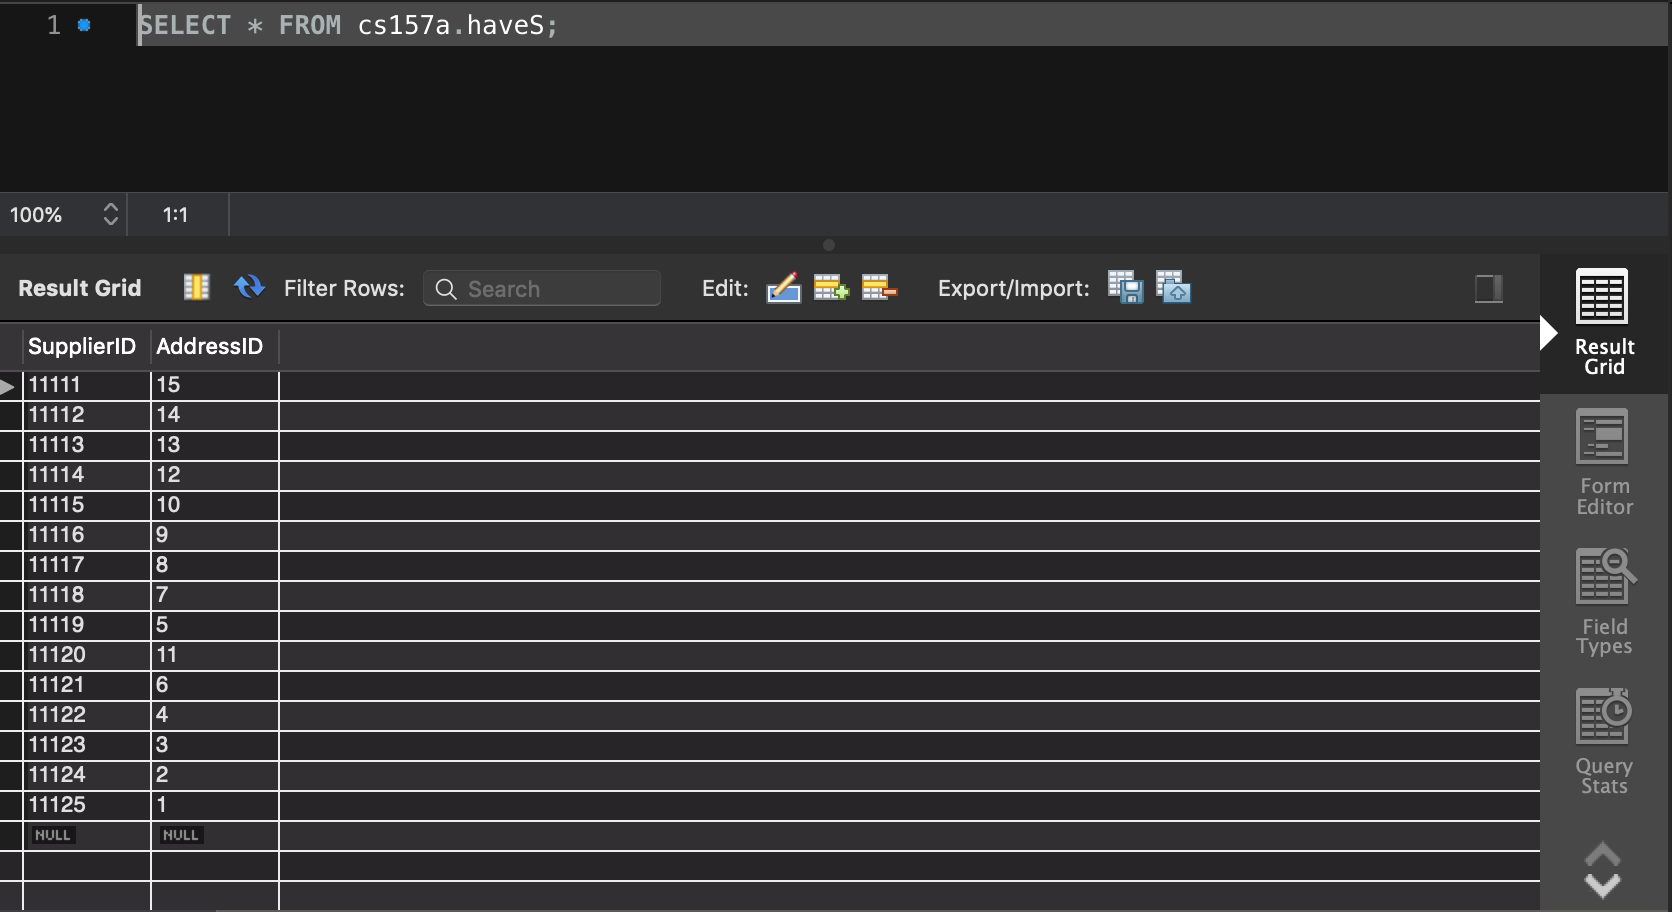 1 SELECT * FROM cs157a.haveS;
100% 1:1
Result Grid Filter Rows: Search Edit: Export/Import:
SupplierID AddressID
11111 15
11112 14
11113 13
11114 12
11115 10
11116 9
11117 8
11118 7
11119 5
11120 11
11121 6
11122 4
11123 3
11124 2
11125 1
NULL NULL
Result
Grid
Form
Editor
Field
Types
Query
Stats